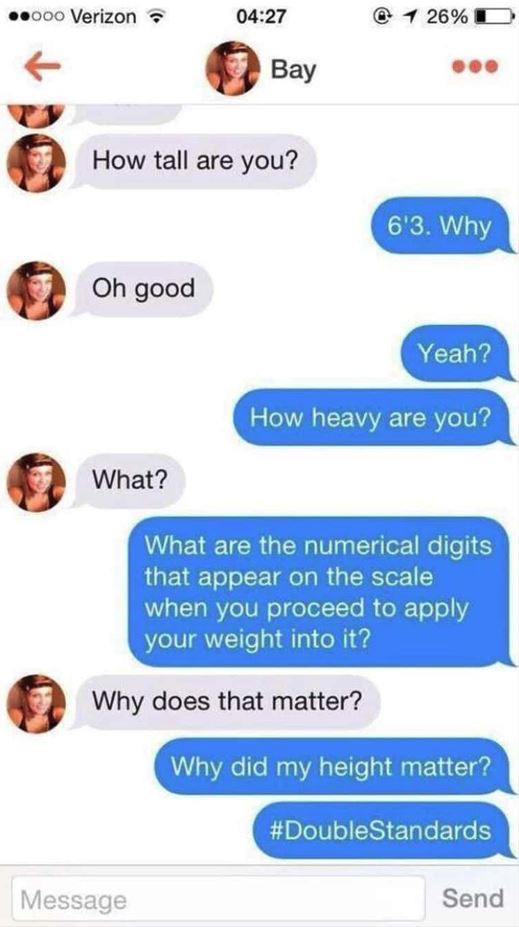 Verizon 04:27 26%
Bay
How tall are you?
6'3. Why
Oh good
Yeah?
How heavy are you?
What?
What are the numerical digits
that appear on the scale
when you proceed to apply
your weight into it?
Why does that matter?
Why did my height matter?
#DoubleStandards
Message Send